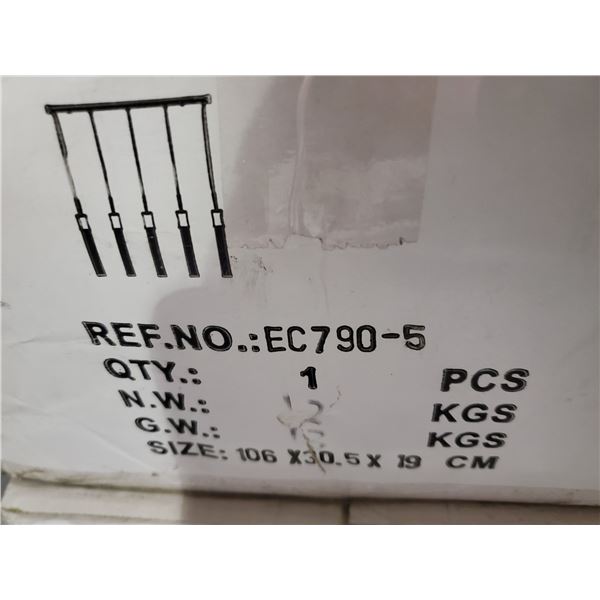 REF.NO.:EC790-5
QTY.: 1 PCS
N.W.: KGS
G.W.: KGS
SIZE: 106 X30.5 X 19 CM